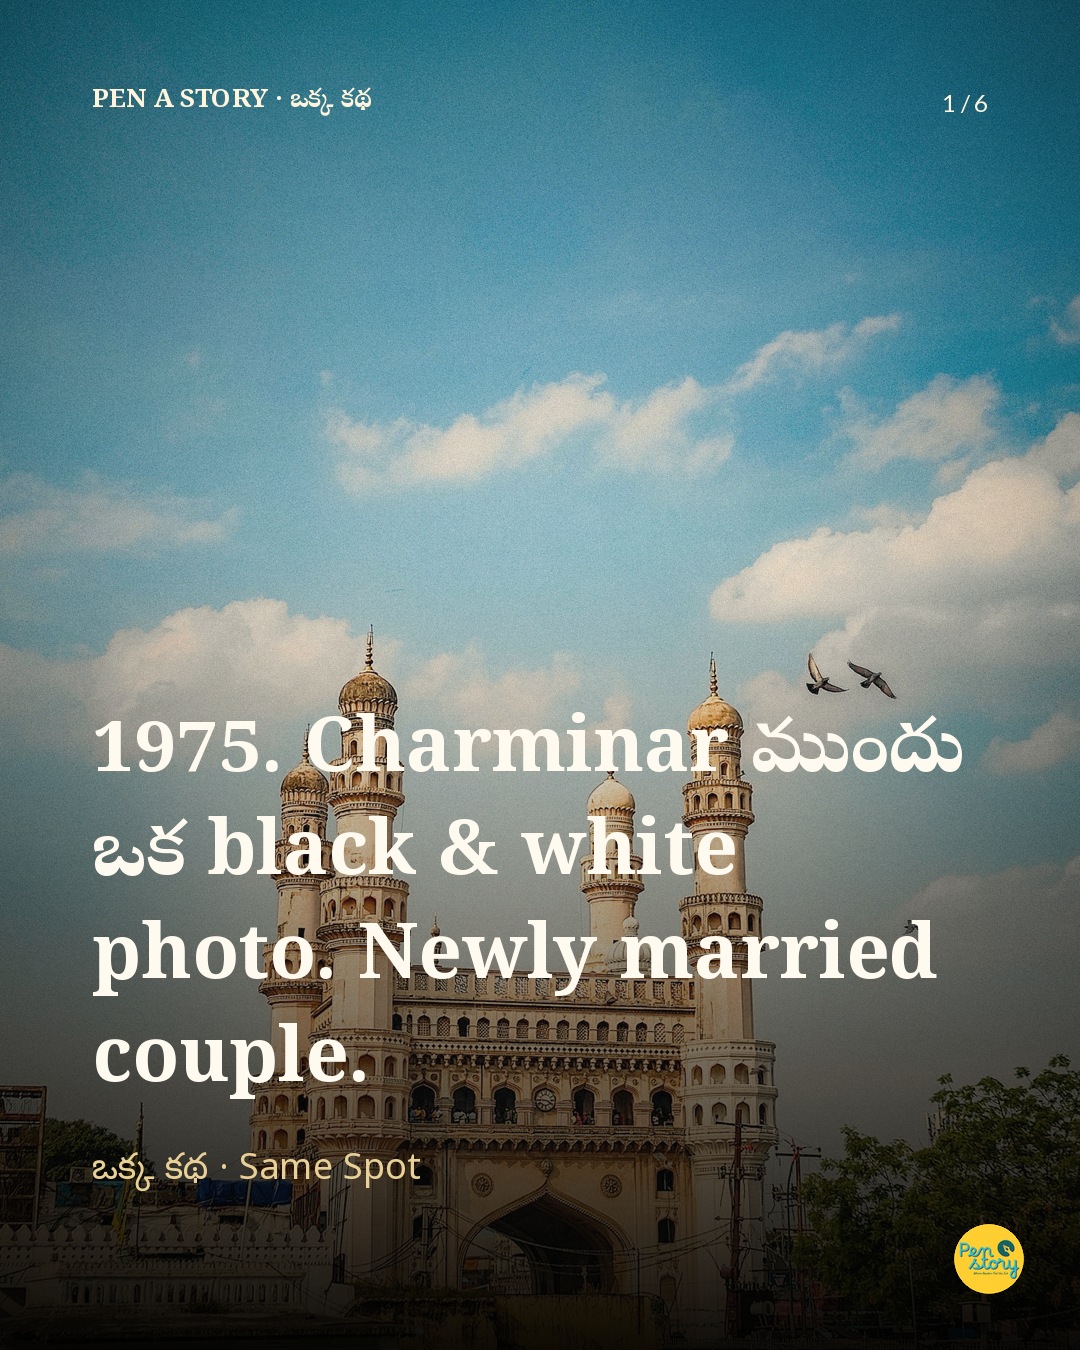 PEN A STORY · ఒక్క కథ
1/6
1975. Charminar ముందు
ఒక black & white
photo. Newly married
couple.
ఒక్క కథ · Same Spot
Pen
story